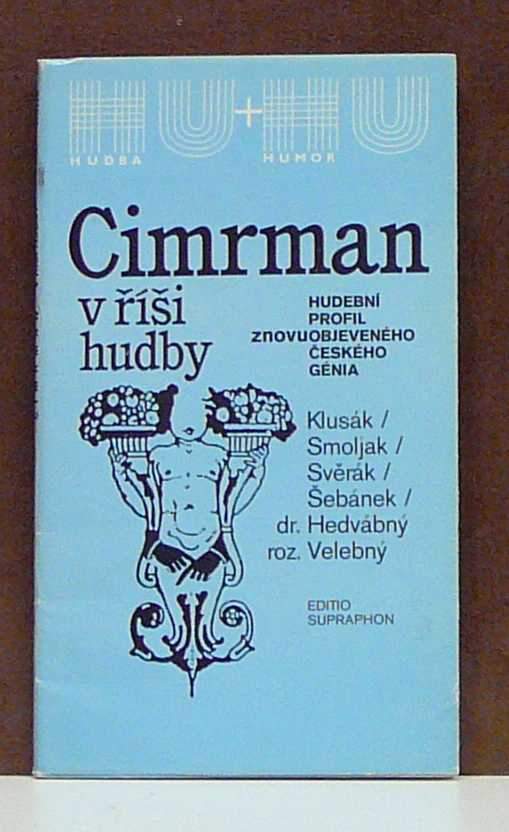 HU+HU
HUDBA HUMOR
Cimrman
v říši
hudby
HUDEBNÍ
PROFIL
znovuOBJEVENÉHO
ČESKÉHO
GÉNIA
Klusák /
Smoljak /
Svěrák /
Šebánek /
dr. Hedvábný
roz. Velebný
EDITIO
SUPRAPHON